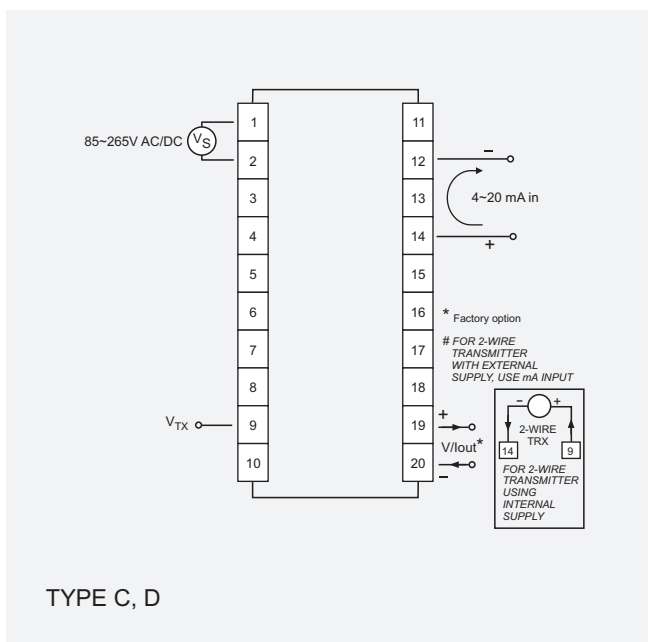 85~265V AC/DC
VS
1
2
3
4
5
6
7
8
VTX
9
10
11
12
−
13
4~20 mA in
14
+
15
16
* Factory option
17
# FOR 2-WIRE
TRANSMITTER
WITH EXTERNAL
SUPPLY, USE mA INPUT
18
19
+
V/Iout*
20
−
− +
2-WIRE
TRX
14
9
FOR 2-WIRE
TRANSMITTER
USING
INTERNAL
SUPPLY
TYPE C, D